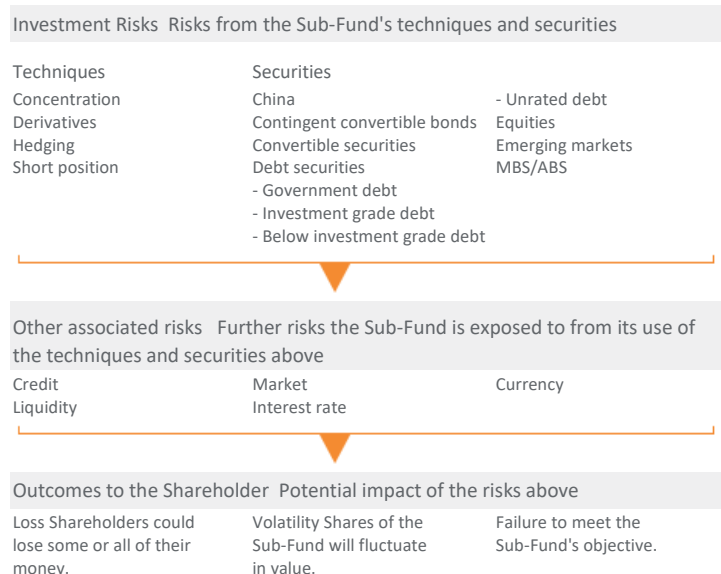 Investment Risks Risks from the Sub-Fund's techniques and securities
Techniques
Concentration
Derivatives
Hedging
Short position
Securities
China
Contingent convertible bonds
Convertible securities
Debt securities
- Government debt
- Investment grade debt
- Below investment grade debt
- Unrated debt
Equities
Emerging markets
MBS/ABS
Other associated risks Further risks the Sub-Fund is exposed to from its use of
the techniques and securities above
Credit
Liquidity
Market
Interest rate
Currency
Outcomes to the Shareholder Potential impact of the risks above
Loss Shareholders could
lose some or all of their
money.
Volatility Shares of the
Sub-Fund will fluctuate
in value.
Failure to meet the
Sub-Fund's objective.